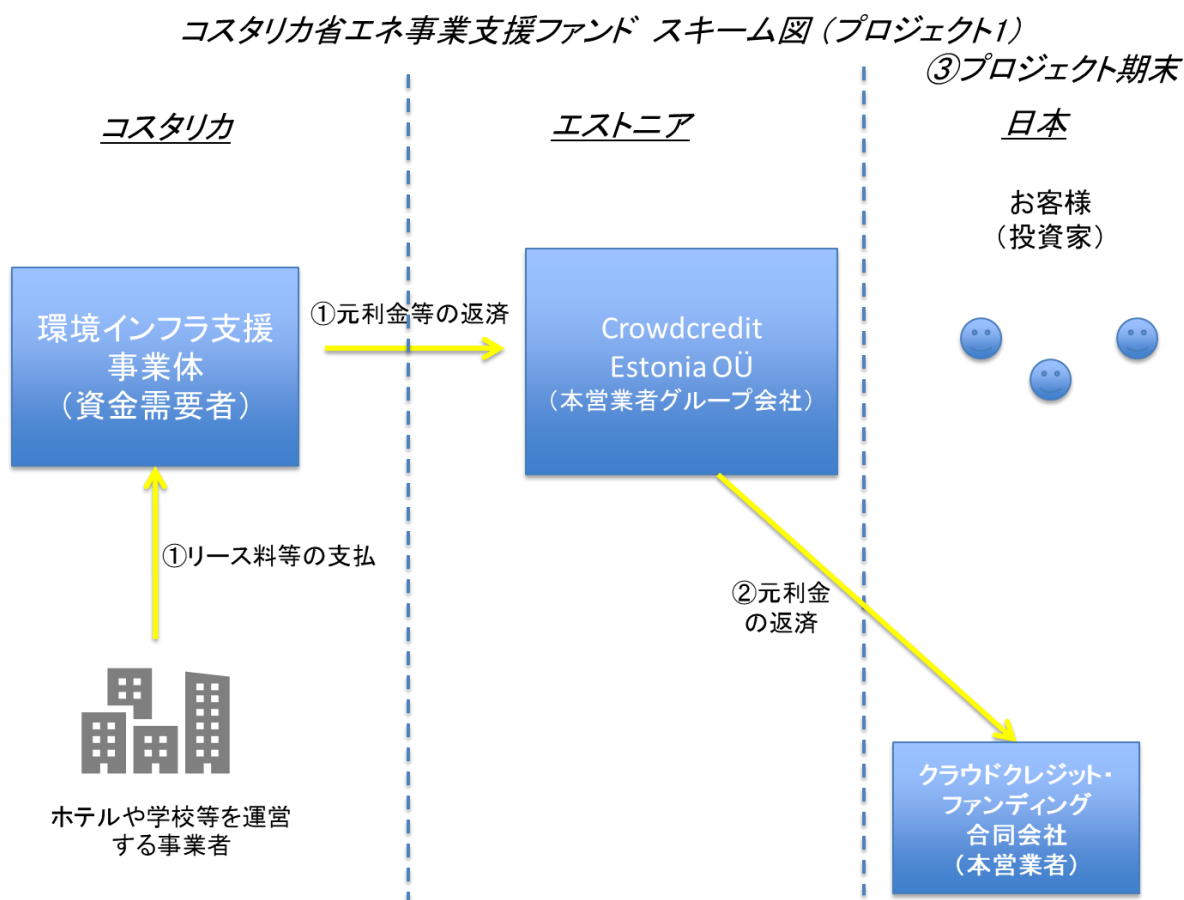 コスタリカ省エネ事業支援ファンド スキーム図（プロジェクト1）
③プロジェクト期末
コスタリカ
エストニア
日本
お客様
（投資家）
環境インフラ支援
事業体
（資金需要者）
①元利金等の返済
Crowdcredit
Estonia OÜ
（本営業者グループ会社）
①リース料等の支払
②元利金
の返済
ホテルや学校等を運営
する事業者
クラウドクレジット・
ファンディング
合同会社
（本営業者）